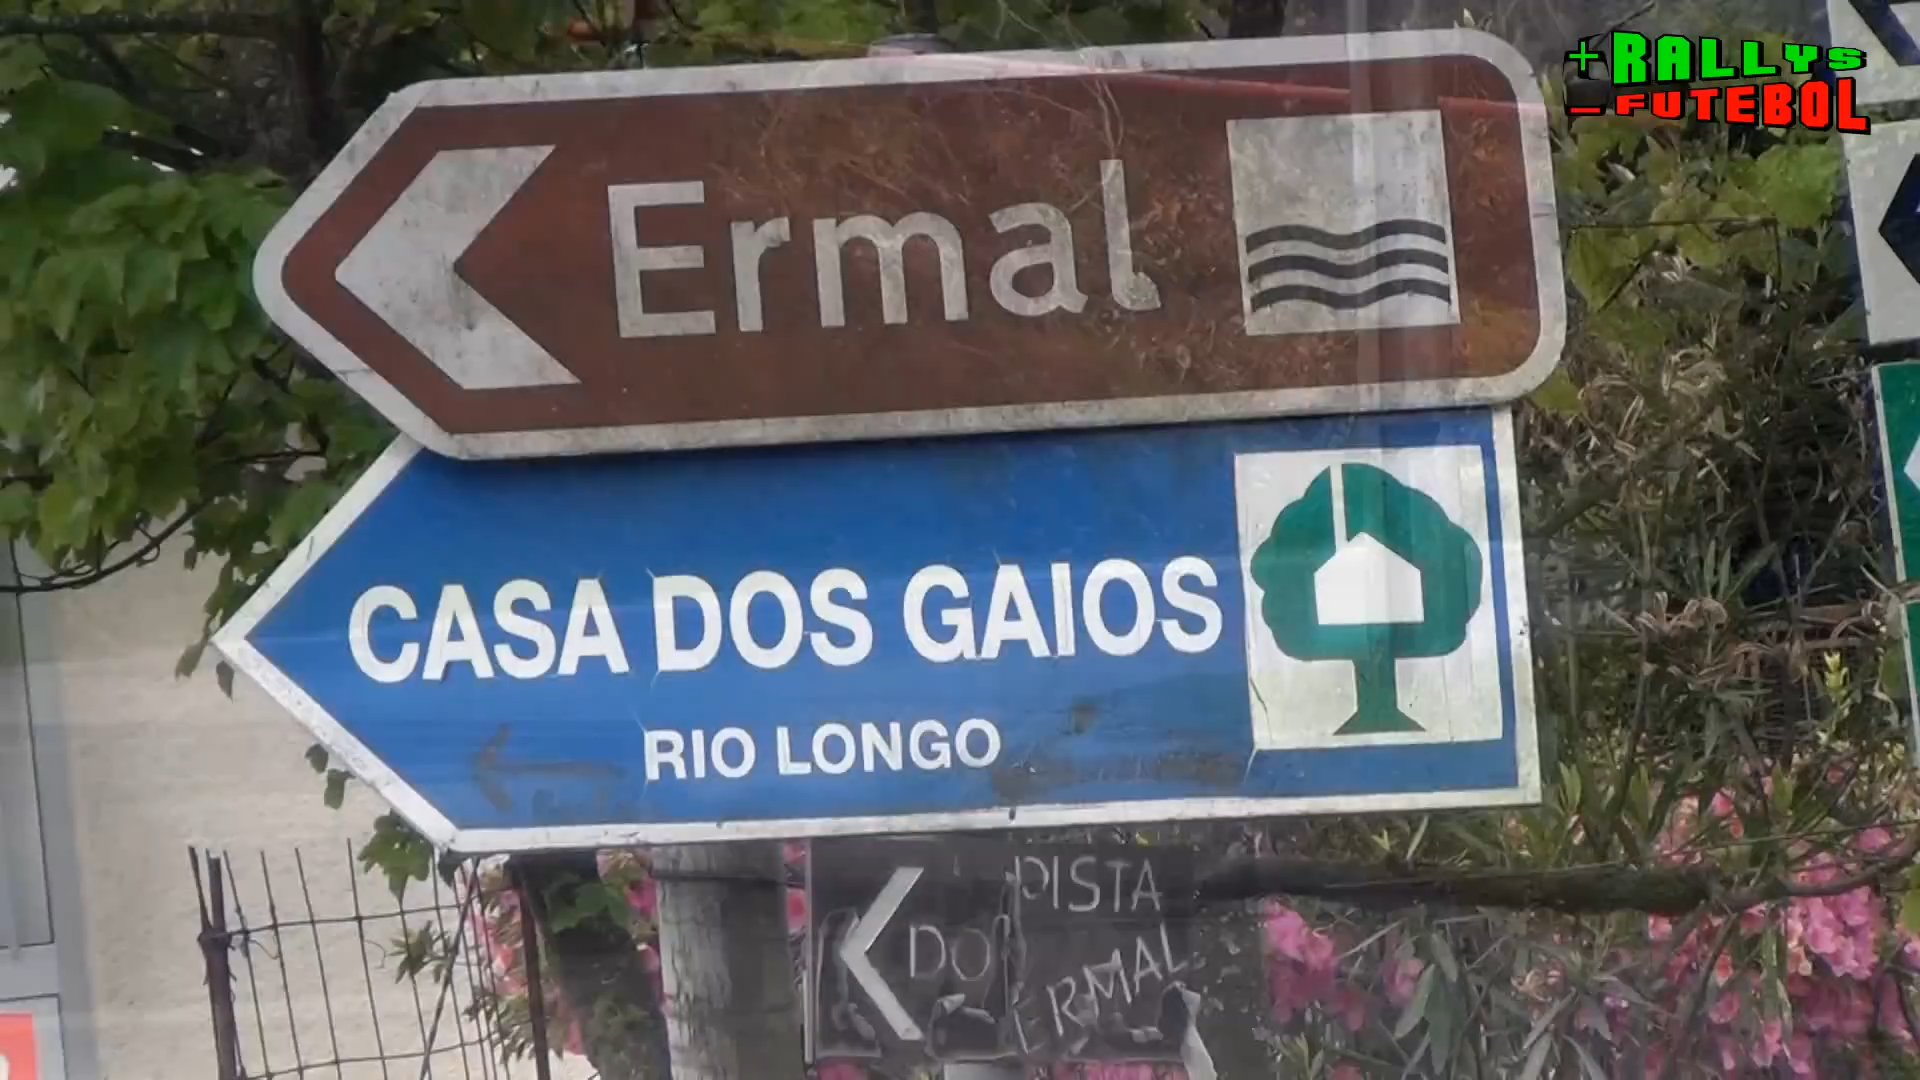 +RALLYS
-FUTEBOL
Ermal
CASA DOS GAIOS
RIO LONGO
PISTA
DO
ERMAL